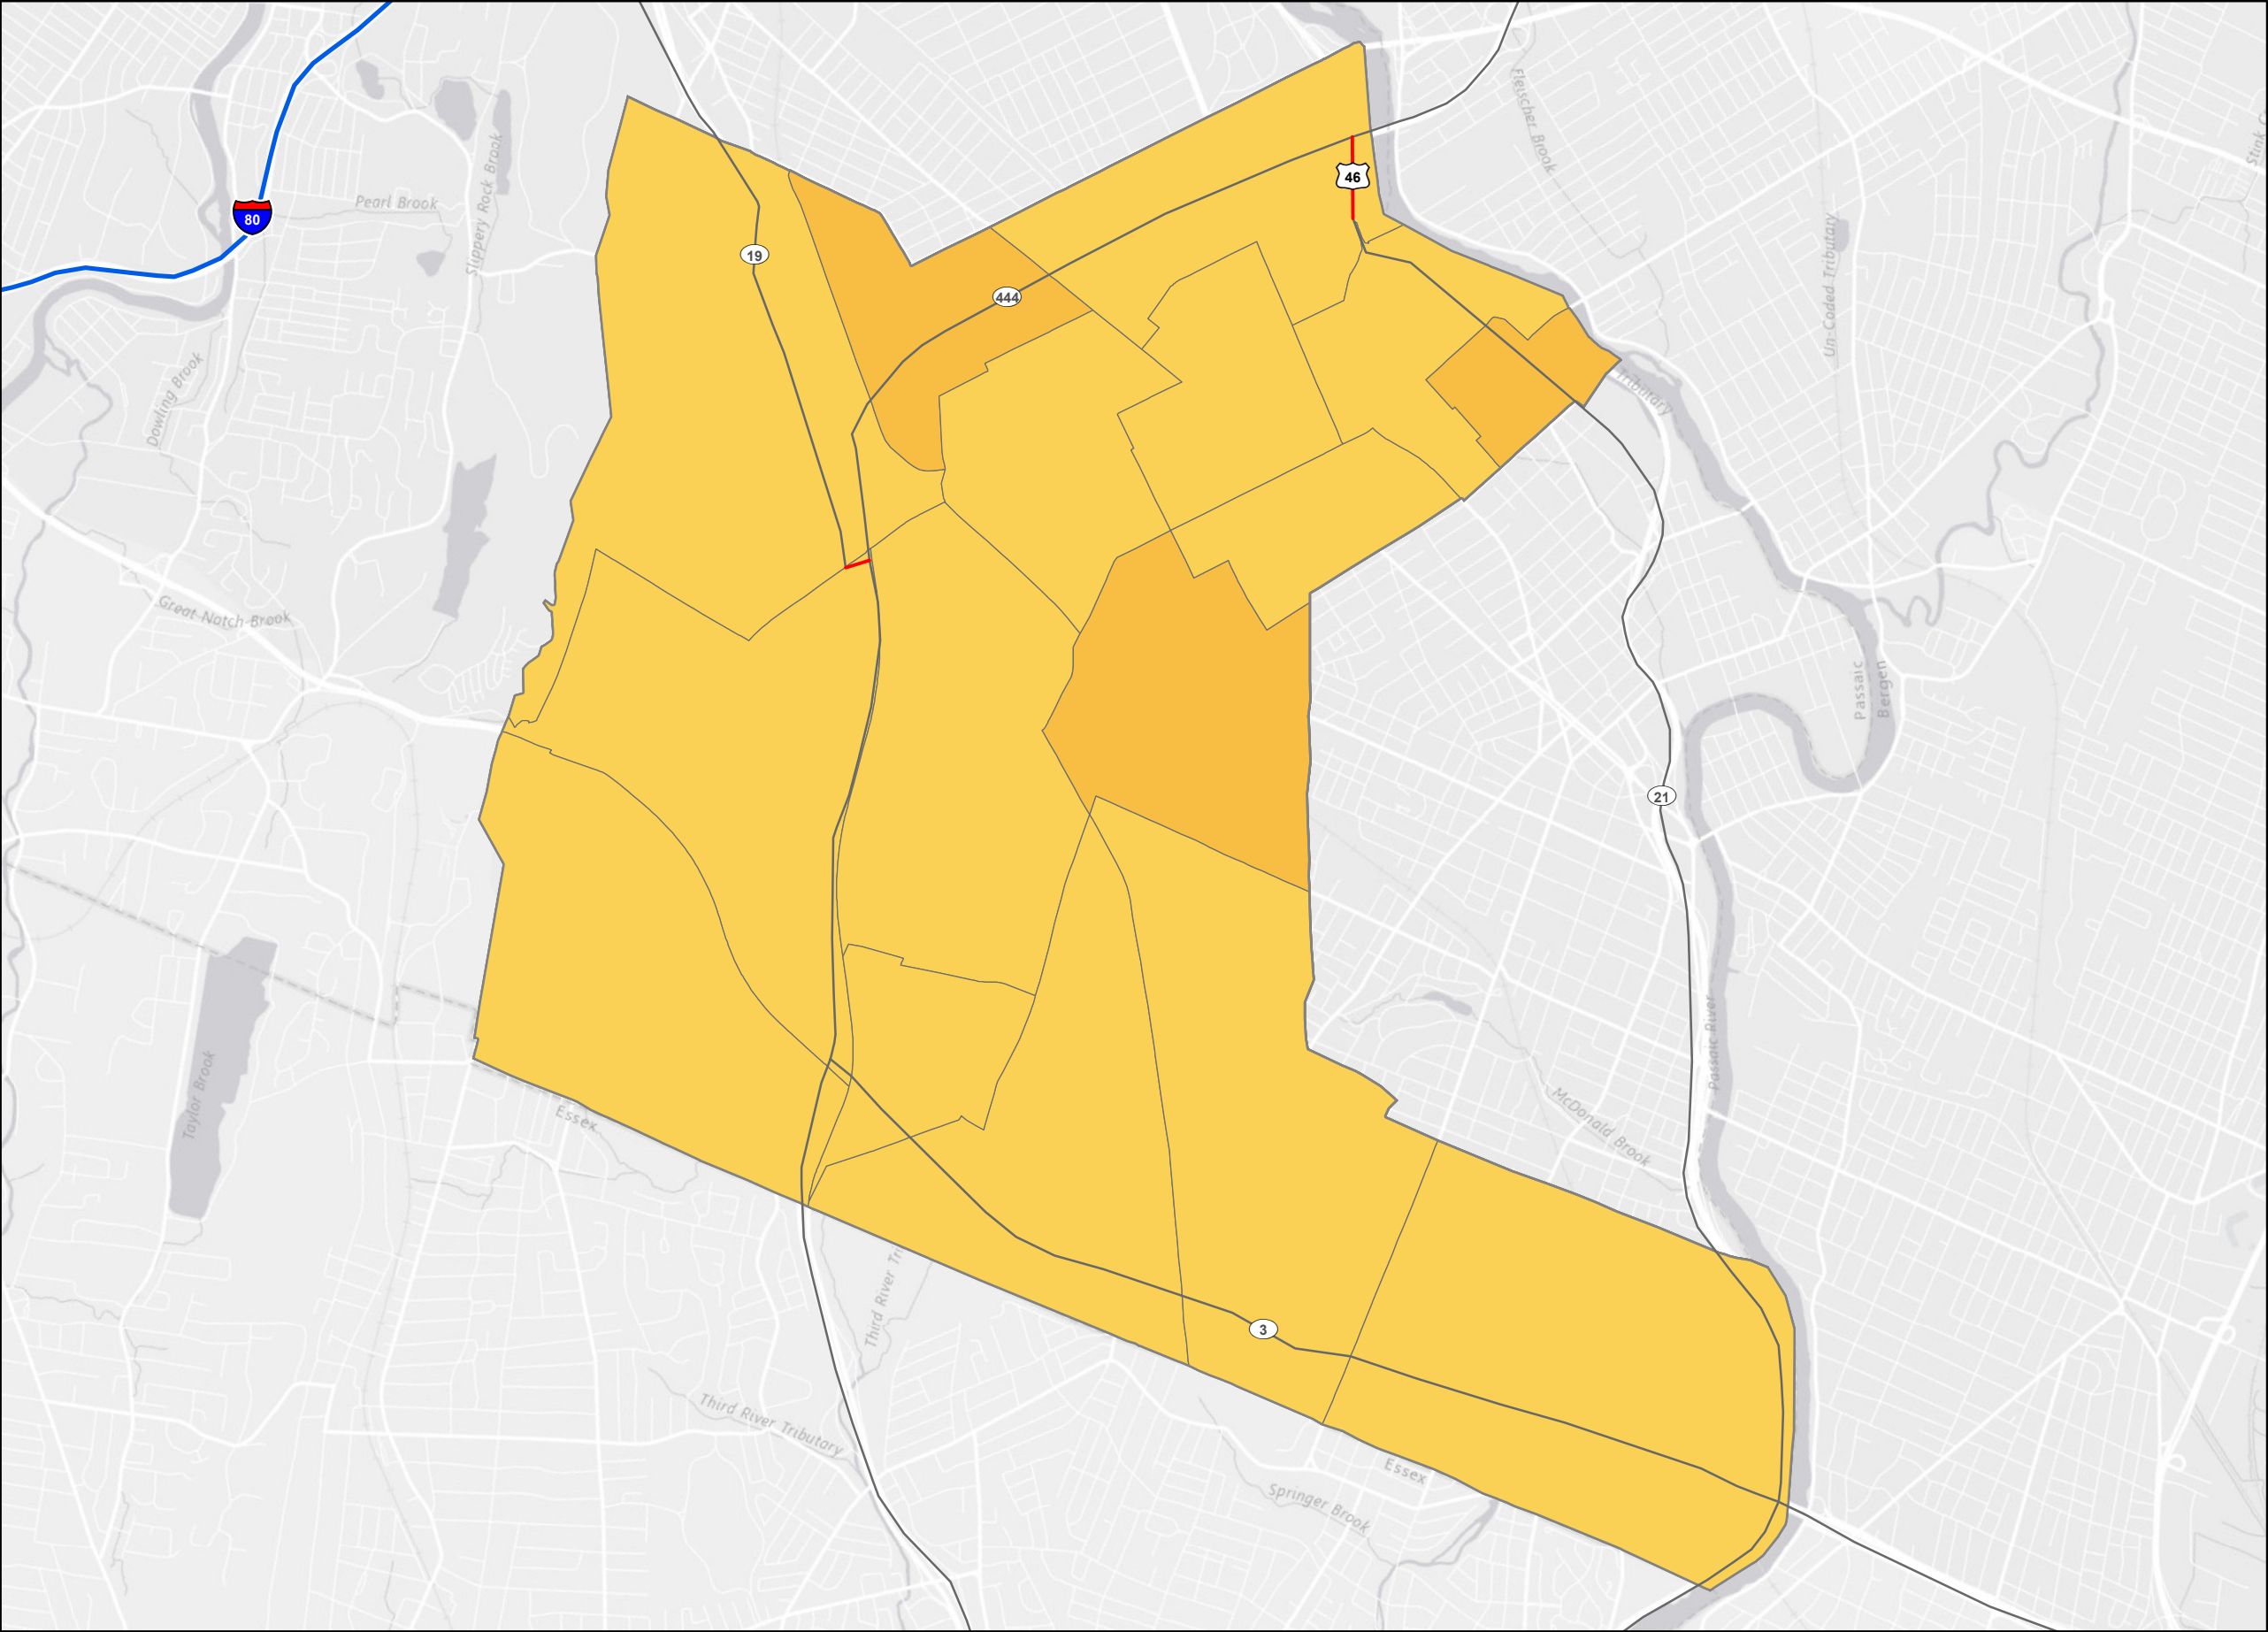 Fleischer Brook
Stink C
Slippery Rock Brook
46
Pearl Brook
80
Un-Coded Tributary
19
444
Dowling Brook
Tributary
Great Notch Brook
Passaic
Bergen
21
Passaic River
Taylor Brook
Essex
McDonald Brook
Third River Tr
3
Third River Tributary
Essex
Springer Brook